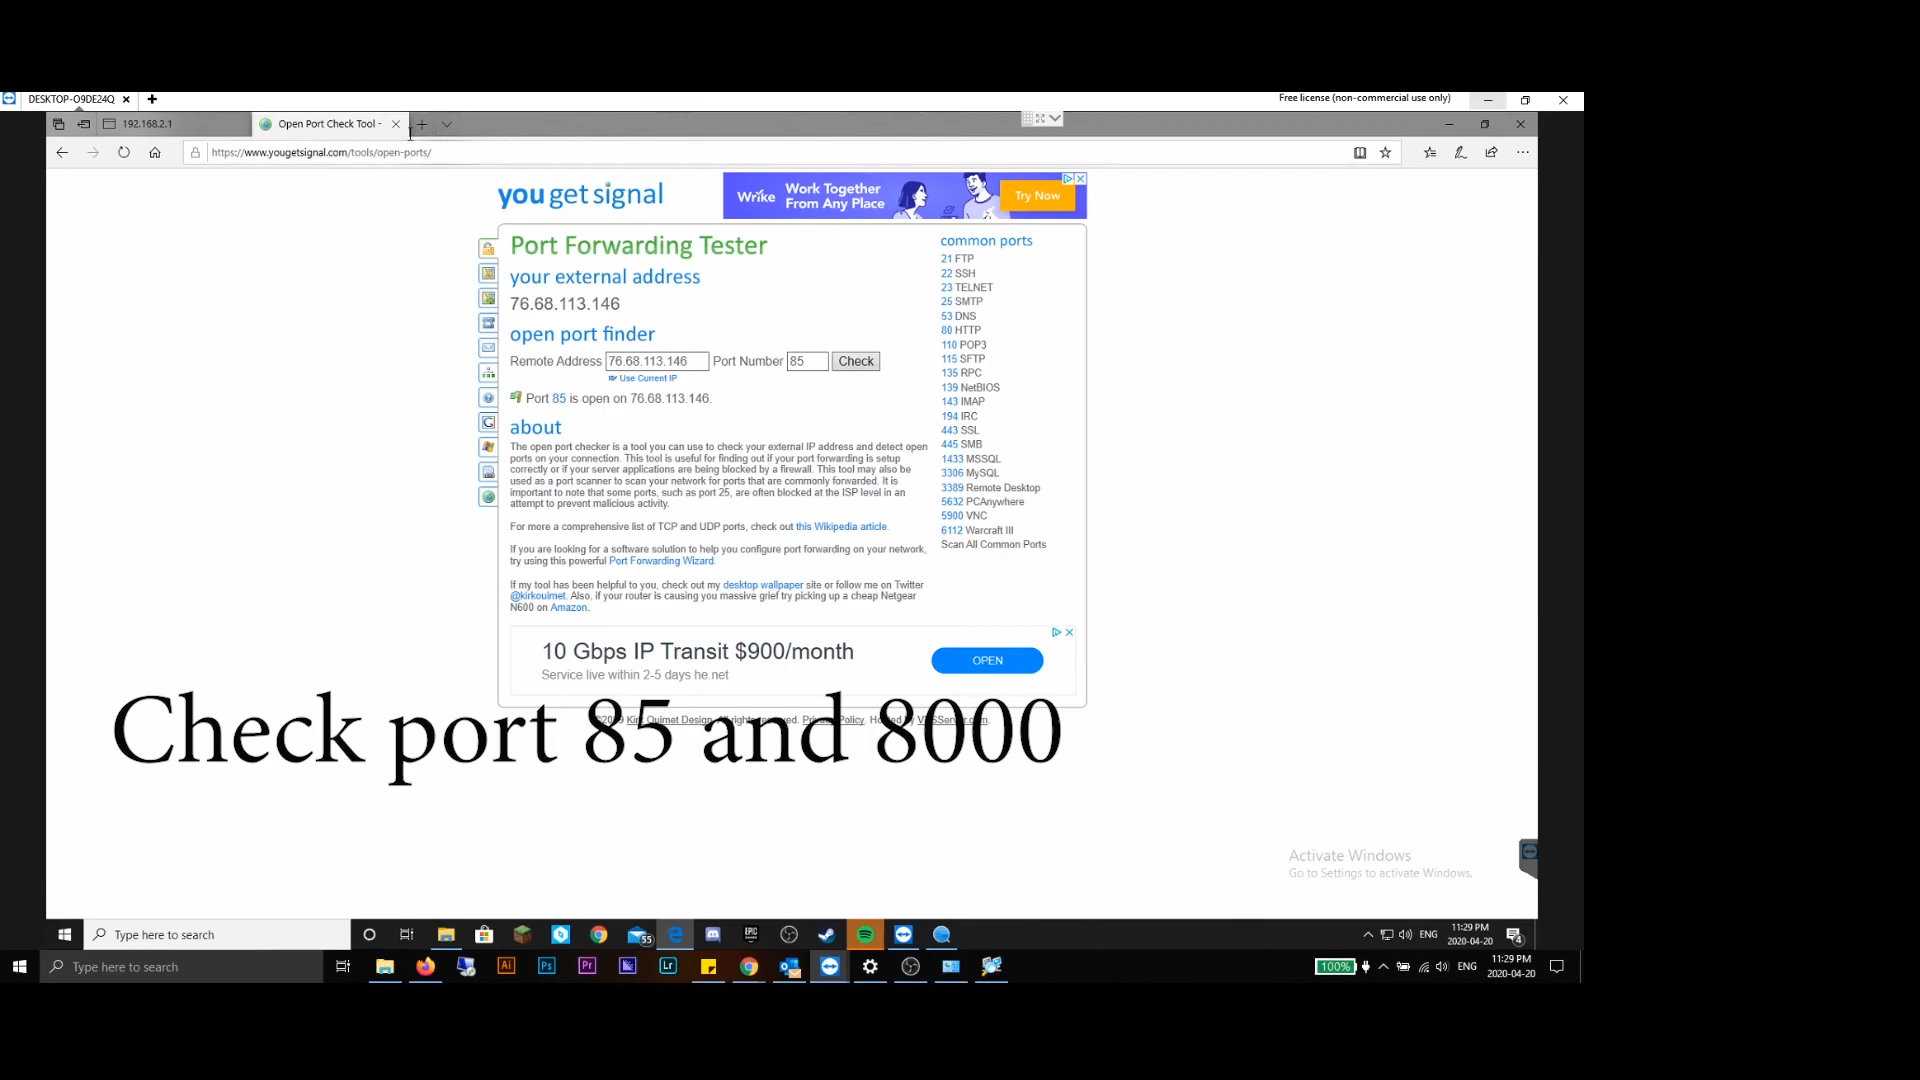 DESKTOP-O9DE24Q
Free license (non-commercial use only)
192.168.2.1
Open Port Check Tool -
https://www.yougetsignal.com/tools/open-ports/
you get signal
Wrike
Work Together
From Any Place
Try Now
Port Forwarding Tester
your external address
76.68.113.146
open port finder
Remote Address 76.68.113.146 Port Number 85 Check
Use Current IP
Port 85 is open on 76.68.113.146.
about
The open port checker is a tool you can use to check your external IP address and detect open
ports on your connection. This tool is useful for finding out if your port forwarding is setup
correctly or if your server applications are being blocked by a firewall. This tool may also be
used as a port scanner to scan your network for ports that are commonly forwarded. It is
important to note that some ports, such as port 25, are often blocked at the ISP level in an
attempt to prevent malicious activity.
For more a comprehensive list of TCP and UDP ports, check out this Wikipedia article.
If you are looking for a software solution to help you configure port forwarding on your network,
try using this powerful Port Forwarding Wizard.
If my tool has been helpful to you, check out my desktop wallpaper site or follow me on Twitter
@kirkouimet. Also, if your router is causing you massive grief try picking up a cheap Netgear
N600 on Amazon.
common ports
21 FTP
22 SSH
23 TELNET
25 SMTP
53 DNS
80 HTTP
110 POP3
115 SFTP
135 RPC
139 NetBIOS
143 IMAP
194 IRC
443 SSL
445 SMB
1433 MSSQL
3306 MySQL
3389 Remote Desktop
5632 PCAnywhere
5900 VNC
6112 Warcraft III
Scan All Common Ports
10 Gbps IP Transit $900/month
Service live within 2-5 days he.net
OPEN
Kirk Ouimet Design. All rights reserved. Privacy Policy. Hosted by
Check port 85 and 8000
Activate Windows
Go to Settings to activate Windows.
Type here to search
55
EPIC
ENG
11:29 PM
2020-04-20
4
Type here to search
Ai
Ps
Pr
Lr
100%
ENG
11:29 PM
2020-04-20